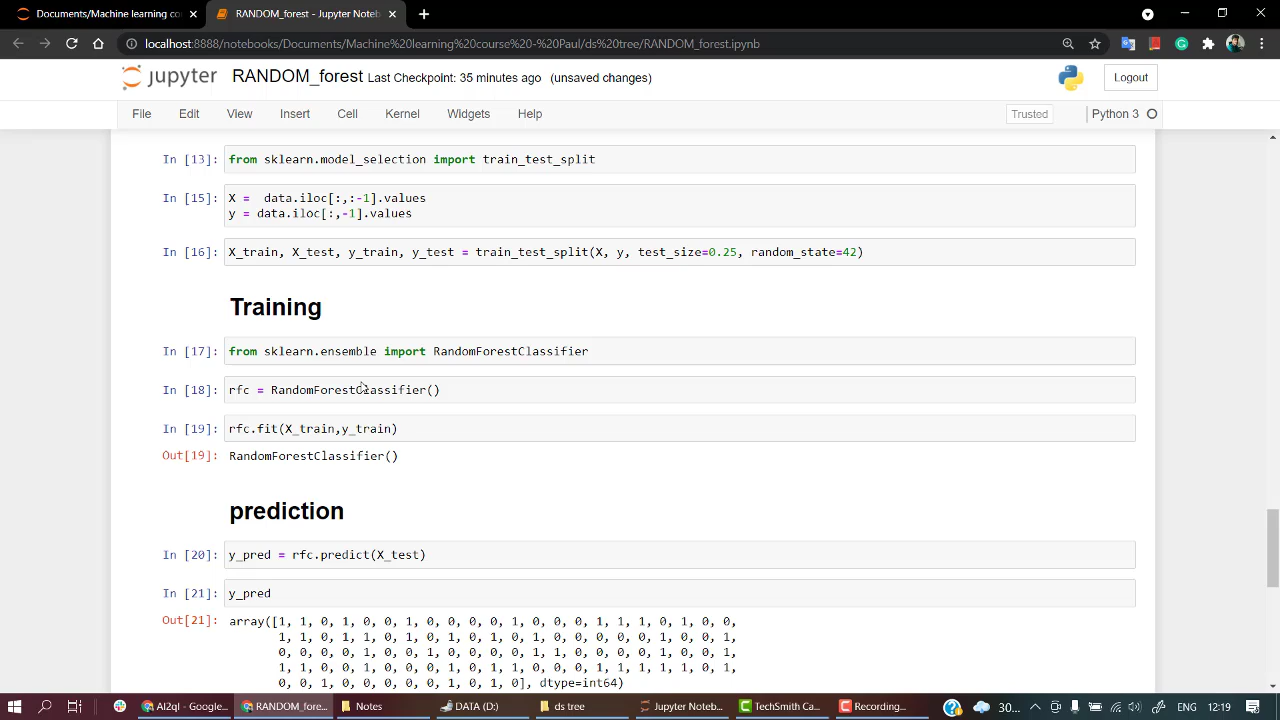 Documents/Machine learning co
RANDOM_forest - Jupyter Noteb
localhost:8888/notebooks/Documents/Machine%20learning%20course%20-%20Paul/ds%20tree/RANDOM_forest.ipynb
jupyter RANDOM_forest Last Checkpoint: 35 minutes ago (unsaved changes)
Logout
File Edit View Insert Cell Kernel Widgets Help
Trusted
Python 3
In [13]: from sklearn.model_selection import train_test_split
In [15]: X =  data.iloc[:,:-1].values
y = data.iloc[:,-1].values
In [16]: X_train, X_test, y_train, y_test = train_test_split(X, y, test_size=0.25, random_state=42)
Training
In [17]: from sklearn.ensemble import RandomForestClassifier
In [18]: rfc = RandomForestClassifier()
In [19]: rfc.fit(X_train,y_train)
Out[19]: RandomForestClassifier()
prediction
In [20]: y_pred = rfc.predict(X_test)
In [21]: y_pred
Out[21]: array([1, 1, 0, 1, 0, 0, 1, 0, 0, 0, 0, 1, 0, 0, 0, 1, 1, 1, 0, 1, 0, 0,
1, 1, 0, 1, 1, 0, 1, 0, 1, 0, 1, 0, 0, 0, 0, 0, 1, 0, 0, 1,
0, 0, 0, 0, 1, 0, 0, 1, 0, 0, 0, 0, 1, 1, 0, 0, 0, 1, 0, 0, 1, 1,
1, 1, 0, 0, 1, 0, 0, 0, 1, 0, 1, 1, 0, 0, 0, 1, 1, 1, 1, 1, 0, 1,
0, 0, 1, 0, 0, 0, 0, 0, 1, 0, 1, 0], dtype=int64)
AI2ql - Google...
RANDOM_fore...
Notes
DATA (D:)
ds tree
Jupyter Notebo...
TechSmith Ca...
Recording...
30...
ENG
12:19